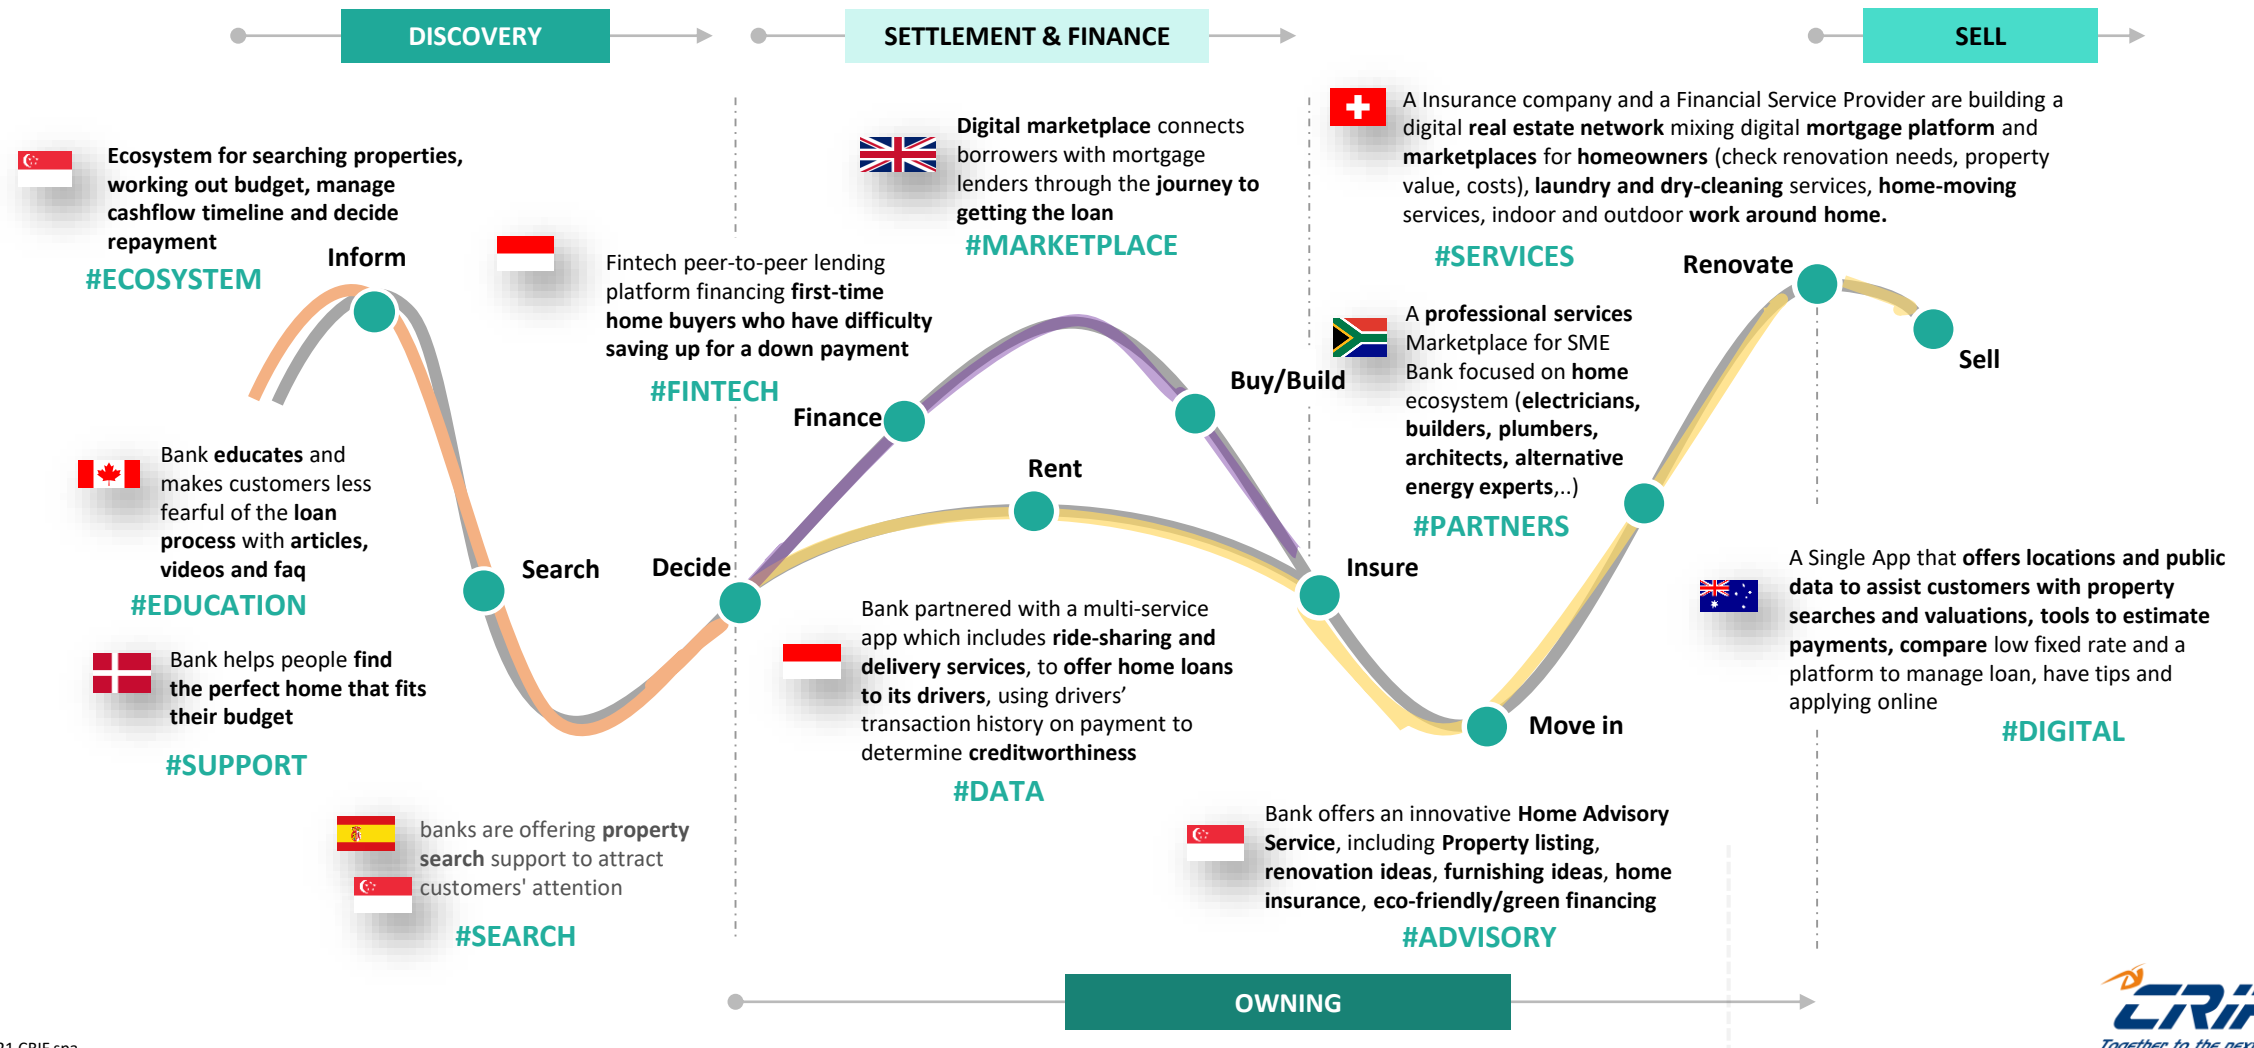 DISCOVERY
SETTLEMENT & FINANCE
SELL
Ecosystem for searching properties,
working out budget, manage
cashflow timeline and decide
repayment
#ECOSYSTEM
Inform
Fintech peer-to-peer lending
platform financing first-time
home buyers who have difficulty
saving up for a down payment
#FINTECH
Digital marketplace connects
borrowers with mortgage
lenders through the journey to
getting the loan
#MARKETPLACE
A Insurance company and a Financial Service Provider are building a
digital real estate network mixing digital mortgage platform and
marketplaces for homeowners (check renovation needs, property
value, costs), laundry and dry-cleaning services, home-moving
services, indoor and outdoor work around home.
#SERVICES
Renovate
A professional services
Marketplace for SME
Bank focused on home
ecosystem (electricians,
builders, plumbers,
architects, alternative
energy experts,..)
#PARTNERS
Sell
Buy/Build
Finance
Rent
Bank educates and
makes customers less
fearful of the loan
process with articles,
videos and faq
#EDUCATION
Search
Decide
Insure
Bank helps people find
the perfect home that fits
their budget
#SUPPORT
Bank partnered with a multi-service
app which includes ride-sharing and
delivery services, to offer home loans
to its drivers, using drivers’
transaction history on payment to
determine creditworthiness
#DATA
Move in
A Single App that offers locations and public
data to assist customers with property
searches and valuations, tools to estimate
payments, compare low fixed rate and a
platform to manage loan, have tips and
applying online
#DIGITAL
banks are offering property
search support to attract
customers' attention
#SEARCH
Bank offers an innovative Home Advisory
Service, including Property listing,
renovation ideas, furnishing ideas, home
insurance, eco-friendly/green financing
#ADVISORY
OWNING
CRIF
Together to the next
21 CRIF spa